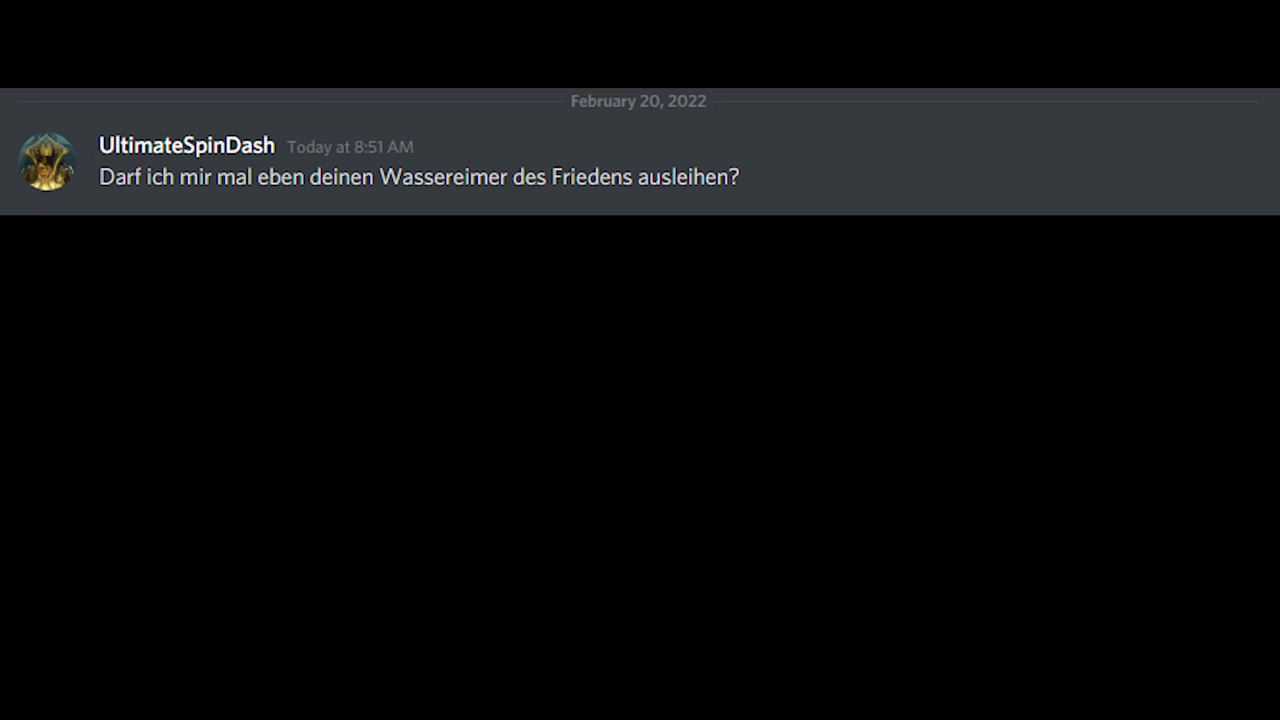 February 20, 2022
UltimateSpinDash Today at 8:51 AM
Darf ich mir mal eben deinen Wassereimer des Friedens ausleihen?